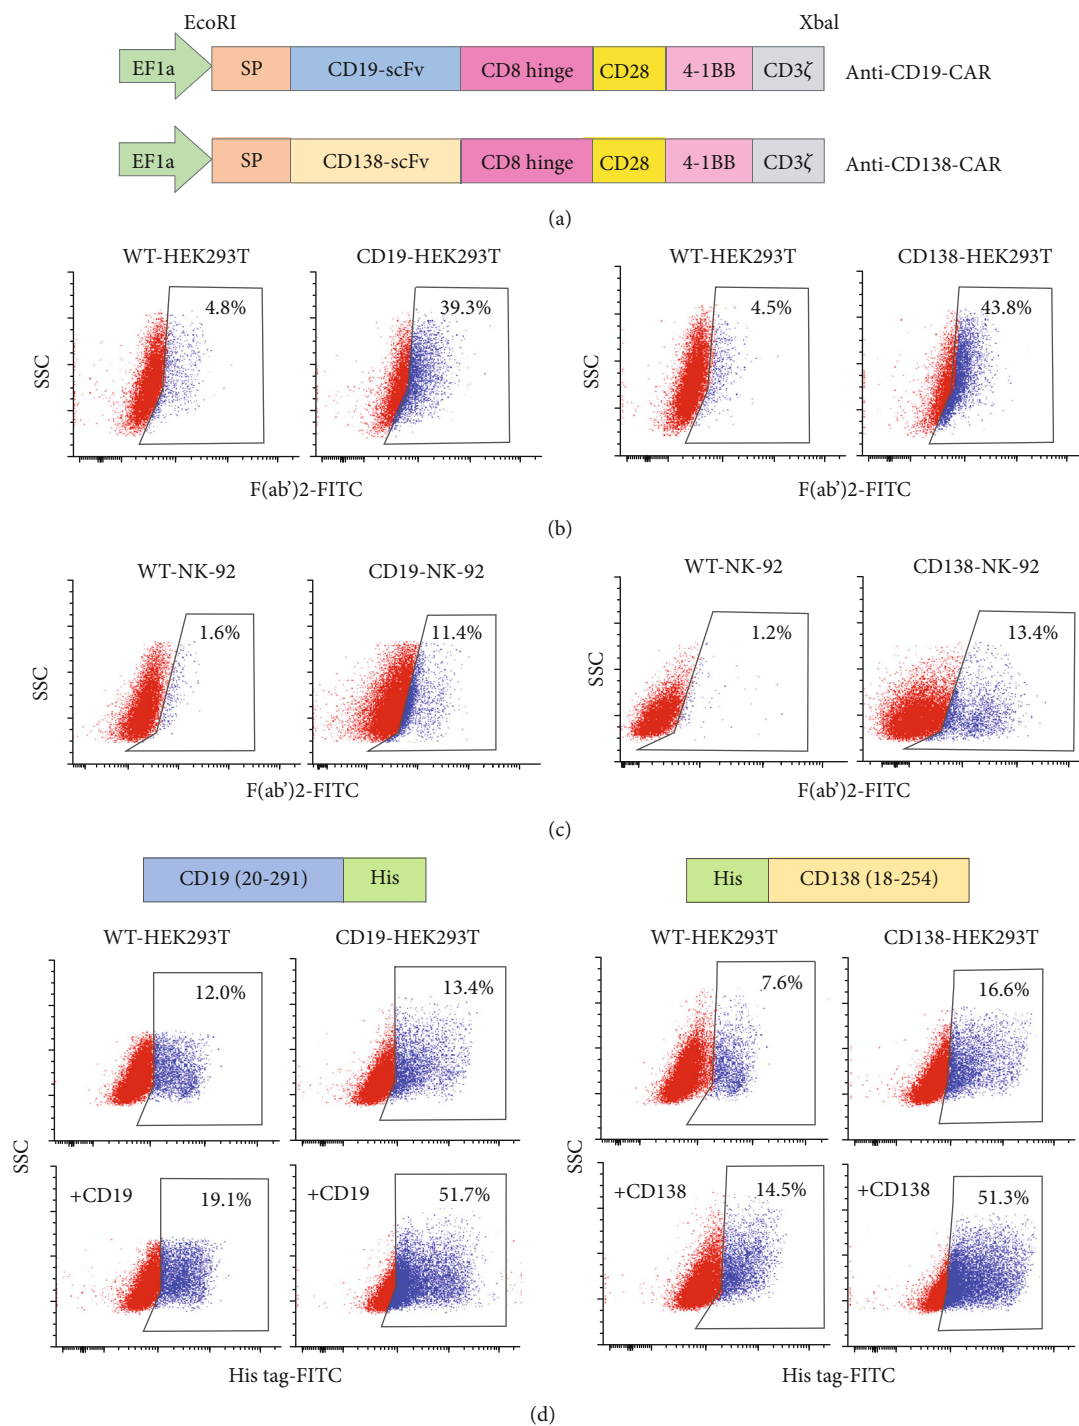 EcoRI XbaI
EF1a SP CD19-scFv CD8 hinge CD28 4-1BB CD3ζ Anti-CD19-CAR
EF1a SP CD138-scFv CD8 hinge CD28 4-1BB CD3ζ Anti-CD138-CAR
(a)
WT-HEK293T CD19-HEK293T WT-HEK293T CD138-HEK293T
4.8% 39.3% 4.5% 43.8%
SSC SSC
F(ab')2-FITC F(ab')2-FITC
(b)
WT-NK-92 CD19-NK-92 WT-NK-92 CD138-NK-92
1.6% 11.4% 1.2% 13.4%
SSC SSC
F(ab')2-FITC F(ab')2-FITC
(c)
CD19 (20-291) His His CD138 (18-254)
WT-HEK293T CD19-HEK293T WT-HEK293T CD138-HEK293T
12.0% 13.4% 7.6% 16.6%
SSC SSC
+CD19 19.1% +CD19 51.7% +CD138 14.5% +CD138 51.3%
His tag-FITC His tag-FITC
(d)